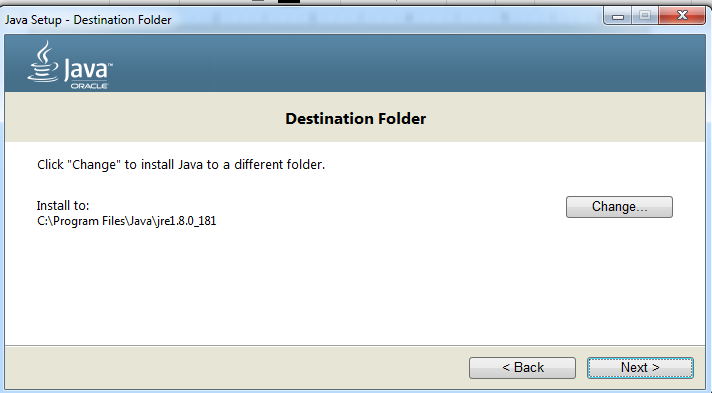 Java Setup - Destination Folder
Java™
ORACLE
Destination Folder
Click "Change" to install Java to a different folder.
Install to:
C:\Program Files\Java\jre1.8.0_181
Change...
< Back
Next >